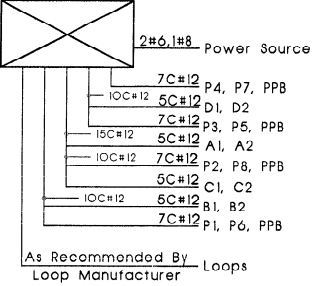 2#6,1#8 Power Source
7C#12 P4, P7, PPB
10C#12
5C#12 D1, D2
7C#12 P3, P5, PPB
15C#12
5C#12 A1, A2
10C#12
7C#12 P2, P8, PPB
5C#12 C1, C2
10C#12
5C#12 B1, B2
7C#12 P1, P6, PPB
As Recommended By
Loop Manufacturer
Loops